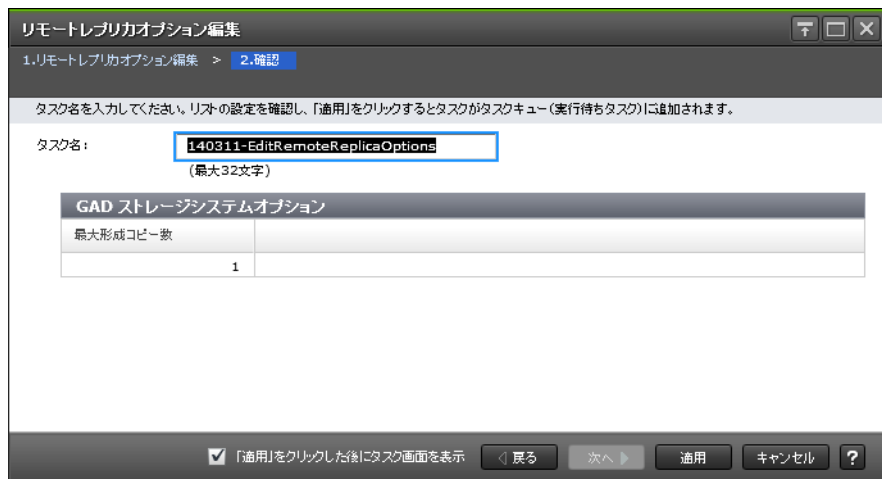 リモートレプリカオプション編集
1.リモートレプリカオプション編集 > 2.確認
タスク名を入力してください。リストの設定を確認し、「適用」をクリックするとタスクがタスクキュー(実行待ちタスク)に追加されます。
タスク名: 140311-EditRemoteReplicaOptions
(最大32文字)
GAD ストレージシステムオプション
最大形成コピー数
1
「適用」をクリックした後にタスク画面を表示 戻る 次へ 適用 キャンセル ?